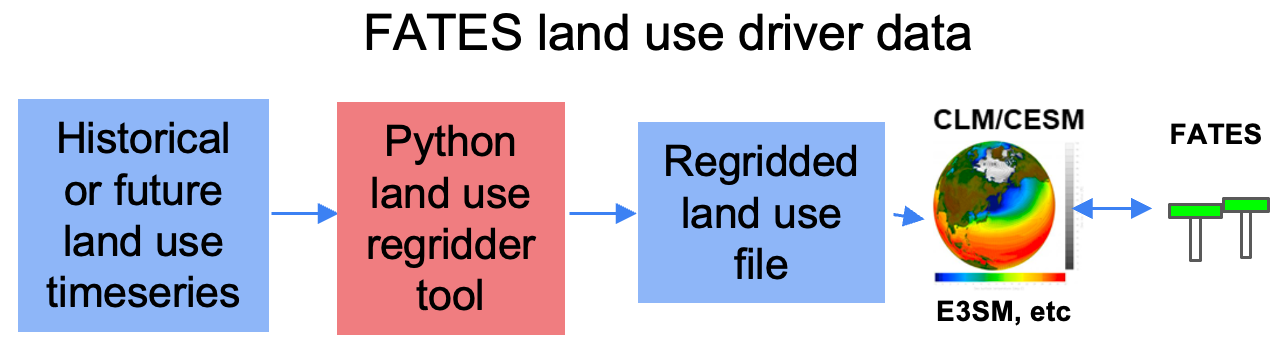 FATES land use driver data
Historical
or future
land use
timeseries
Python
land use
regridder
tool
Regridded
land use
file
CLM/CESM
E3SM, etc
FATES